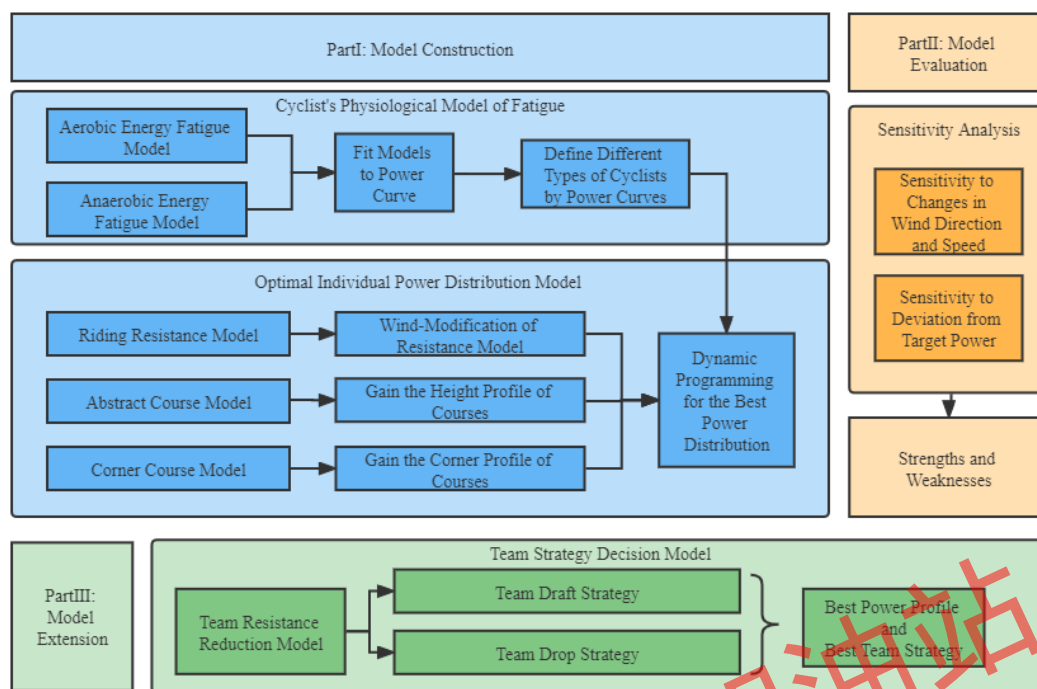 PartI: Model Construction
PartII: Model
Evaluation
Cyclist's Physiological Model of Fatigue
Aerobic Energy Fatigue
Model
Anaerobic Energy
Fatigue Model
Fit Models
to Power
Curve
Define Different
Types of Cyclists
by Power Curves
Sensitivity Analysis
Sensitivity to
Changes in
Wind Direction
and Speed
Sensitivity to
Deviation from
Target Power
Strengths and
Weaknesses
Optimal Individual Power Distribution Model
Riding Resistance Model
Wind-Modification of
Resistance Model
Abstract Course Model
Gain the Height Profile of
Courses
Corner Course Model
Gain the Corner Profile of
Courses
Dynamic
Programming
for the Best
Power
Distribution
PartIII:
Model
Extension
Team Strategy Decision Model
Team Resistance
Reduction Model
Team Draft Strategy
Team Drop Strategy
Best Power Profile
and
Best Team Strategy
油站